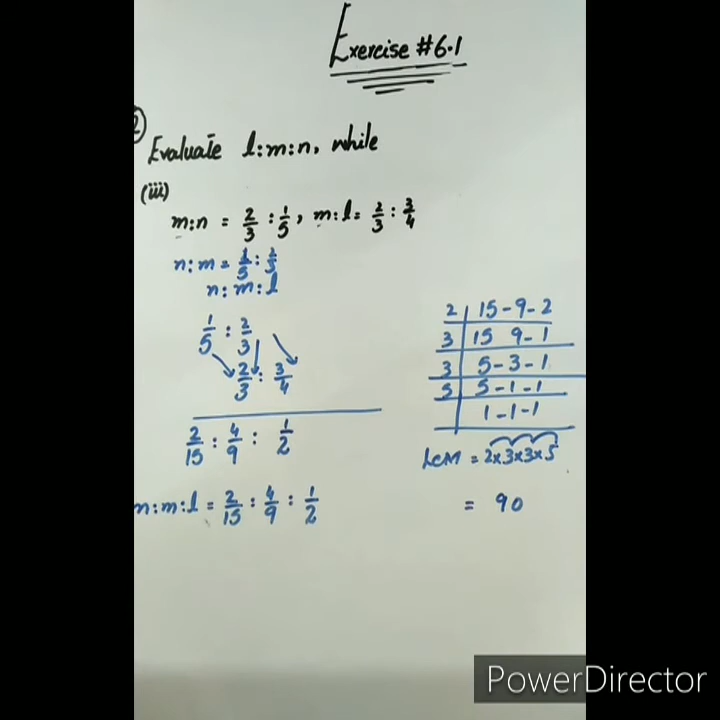 Exercise #6.1
2
Evaluate l:m:n, while
(iii)
m:n = 2/3 : 1/5, m:l = 2/3 : 3/4
n:m = 1/5 : 2/3
n: m: l
1/5 : 2/3
2/3 : 3/4
2/15 : 4/9 : 1/2
n:m:l = 2/15 : 4/9 : 1/2
2 | 15-9-2
3 | 15 9-1
3 | 5-3-1
5 | 5-1-1
1-1-1
LCM = 2x3x3x5
= 90
PowerDirector